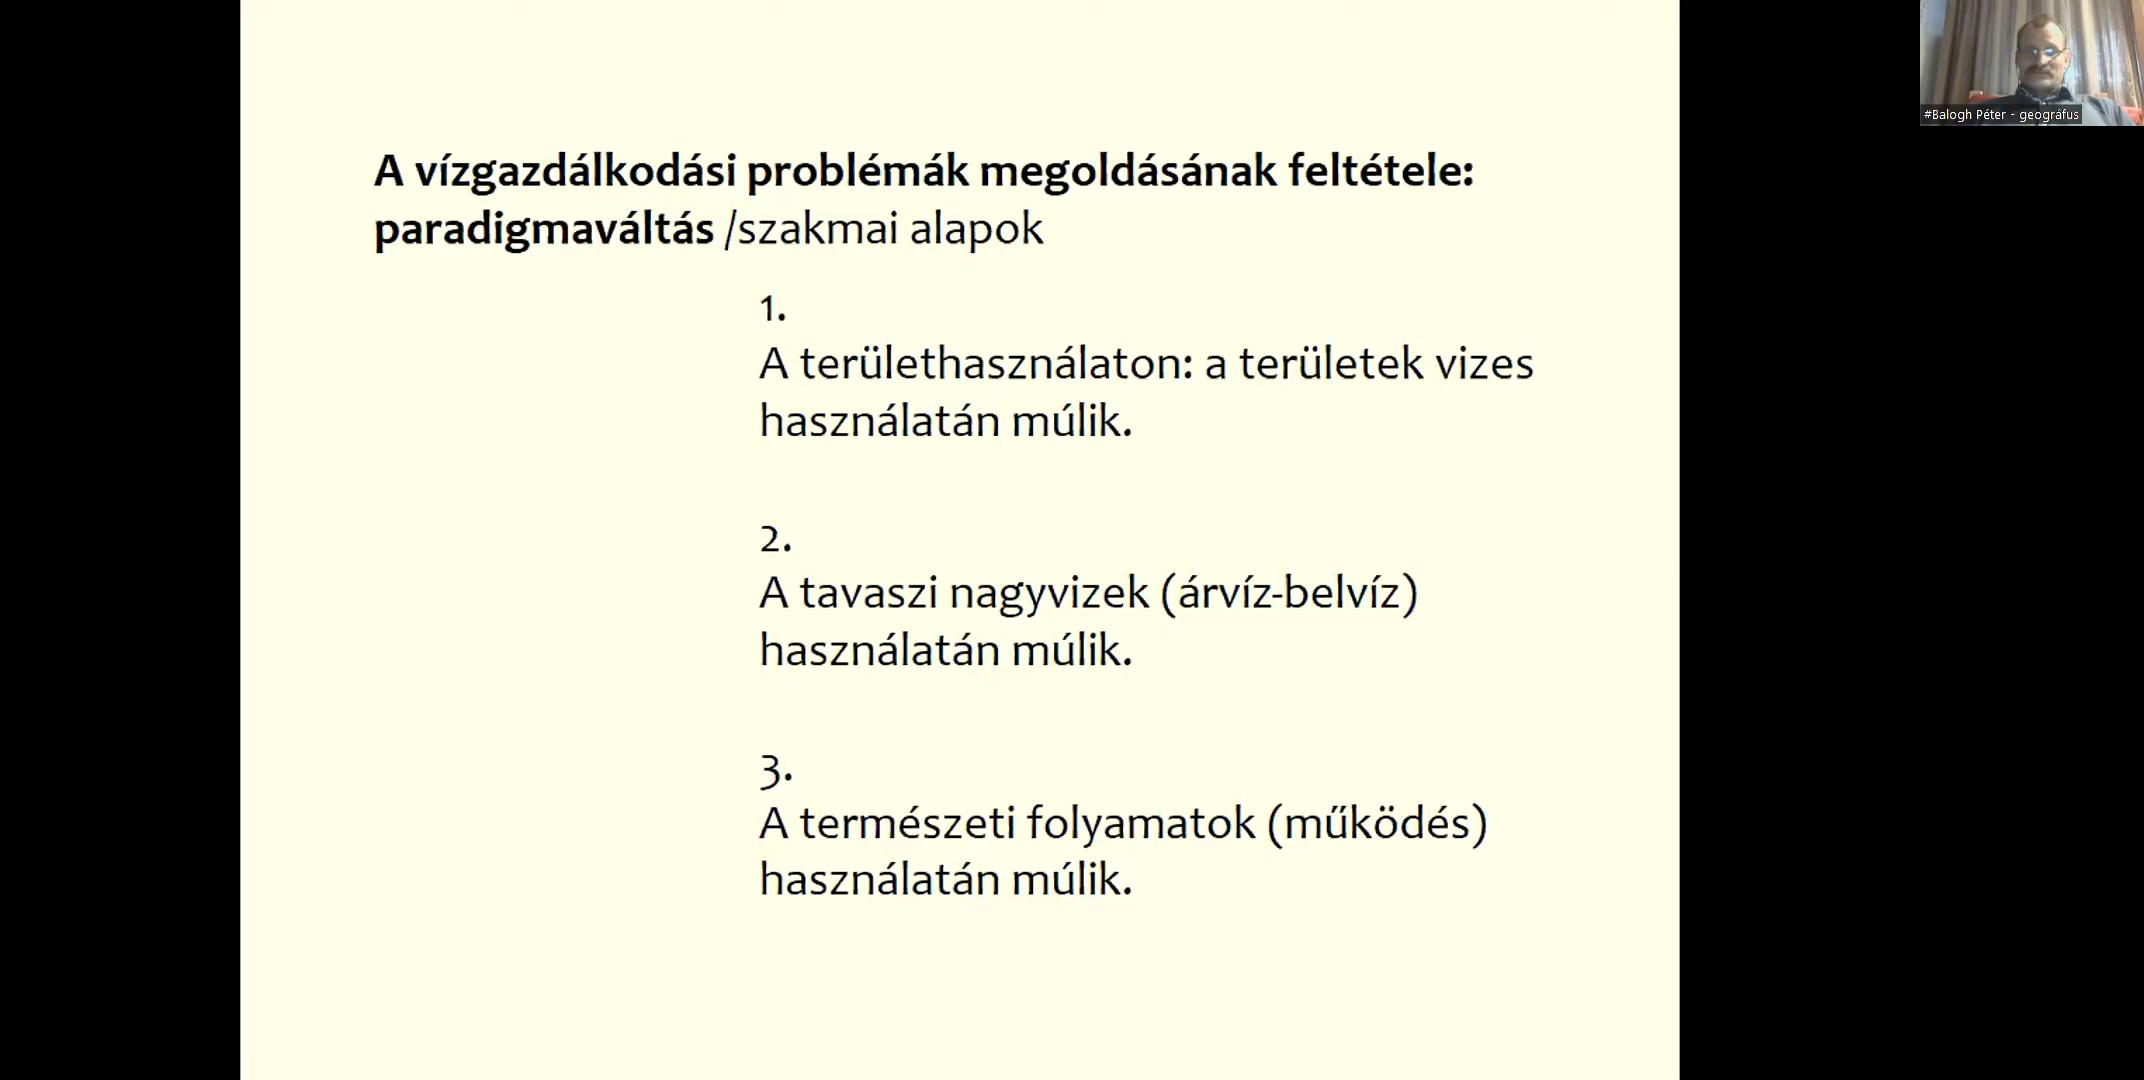 #Balogh Péter - geográfus
A vízgazdálkodási problémák megoldásának feltétele:
paradigmaváltás /szakmai alapok
1.
A területhasználaton: a területek vizes
használatán múlik.
2.
A tavaszi nagyvizek (árvíz-belvíz)
használatán múlik.
3.
A természeti folyamatok (működés)
használatán múlik.